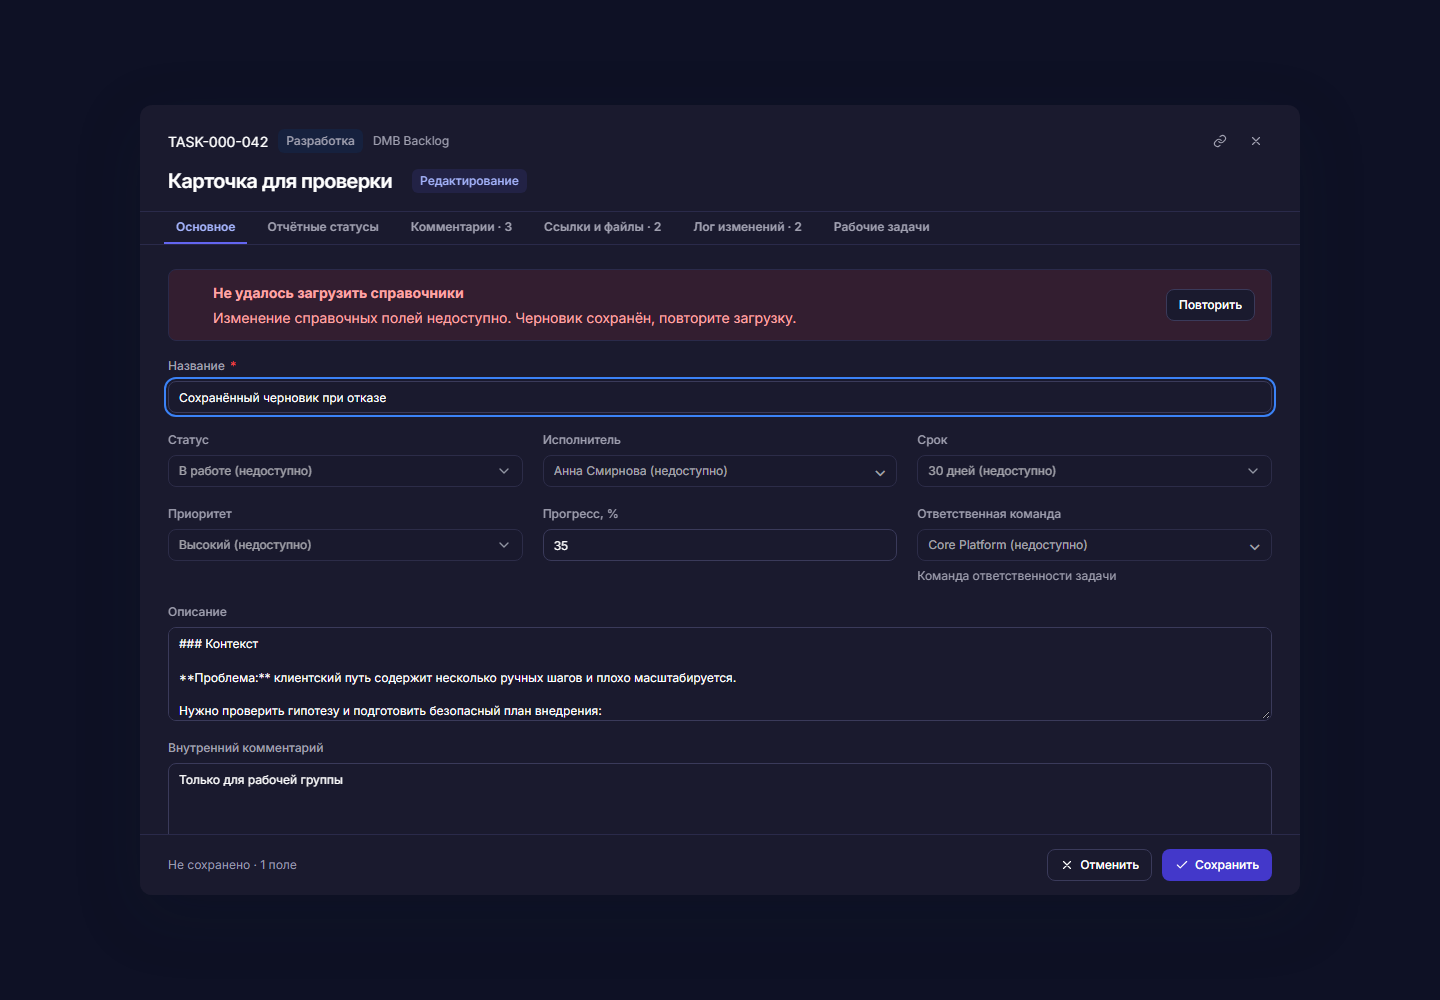 TASK-000-042 Разработка DMB Backlog
Карточка для проверки Редактирование
Основное Отчётные статусы Комментарии · 3 Ссылки и файлы · 2 Лог изменений · 2 Рабочие задачи
Не удалось загрузить справочники
Изменение справочных полей недоступно. Черновик сохранён, повторите загрузку.
Повторить
Название *
Сохранённый черновик при отказе
Статус Исполнитель Срок
В работе (недоступно) Анна Смирнова (недоступно) 30 дней (недоступно)
Приоритет Прогресс, % Ответственная команда
Высокий (недоступно) 35 Core Platform (недоступно)
Команда ответственности задачи
Описание
### Контекст
**Проблема:** клиентский путь содержит несколько ручных шагов и плохо масштабируется.
Нужно проверить гипотезу и подготовить безопасный план внедрения:
Внутренний комментарий
Только для рабочей группы
Не сохранено · 1 поле Отменить Сохранить